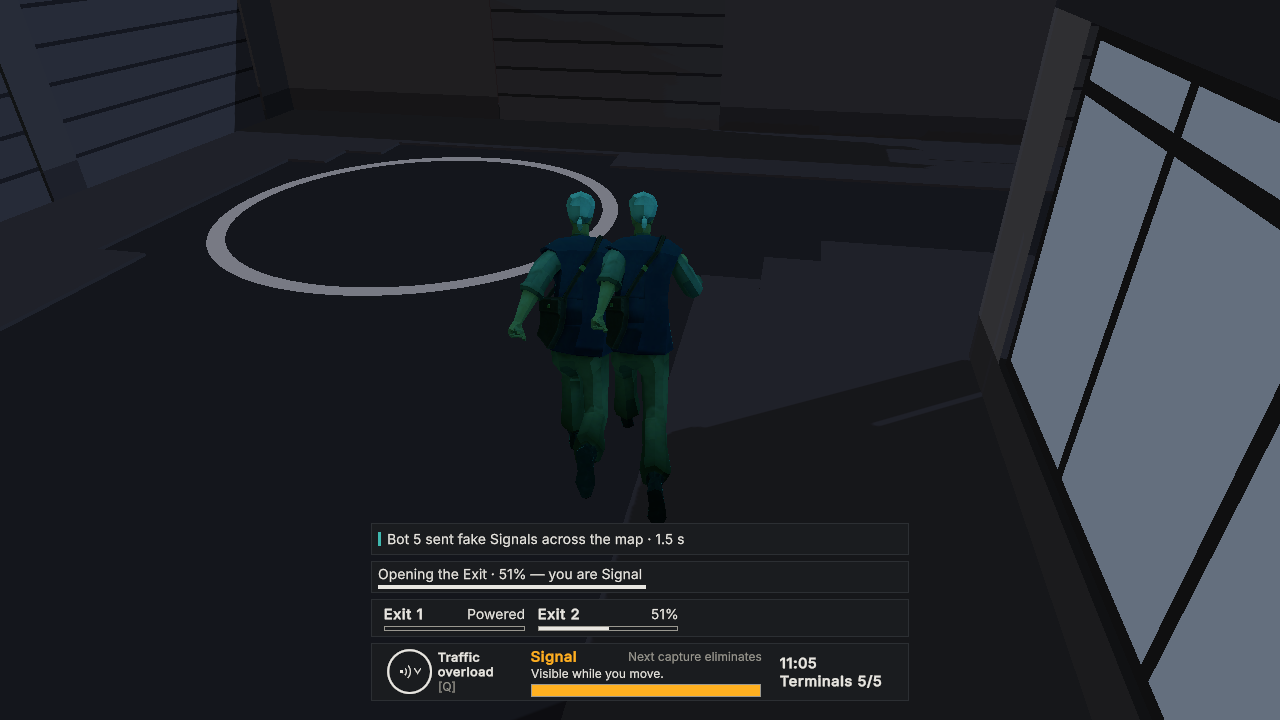 Bot 5 sent fake Signals across the map · 1.5 s
Opening the Exit · 51% — you are Signal
Exit 1 Powered Exit 2 51%
Traffic overload [Q]
Signal Next capture eliminates
Visible while you move.
11:05
Terminals 5/5